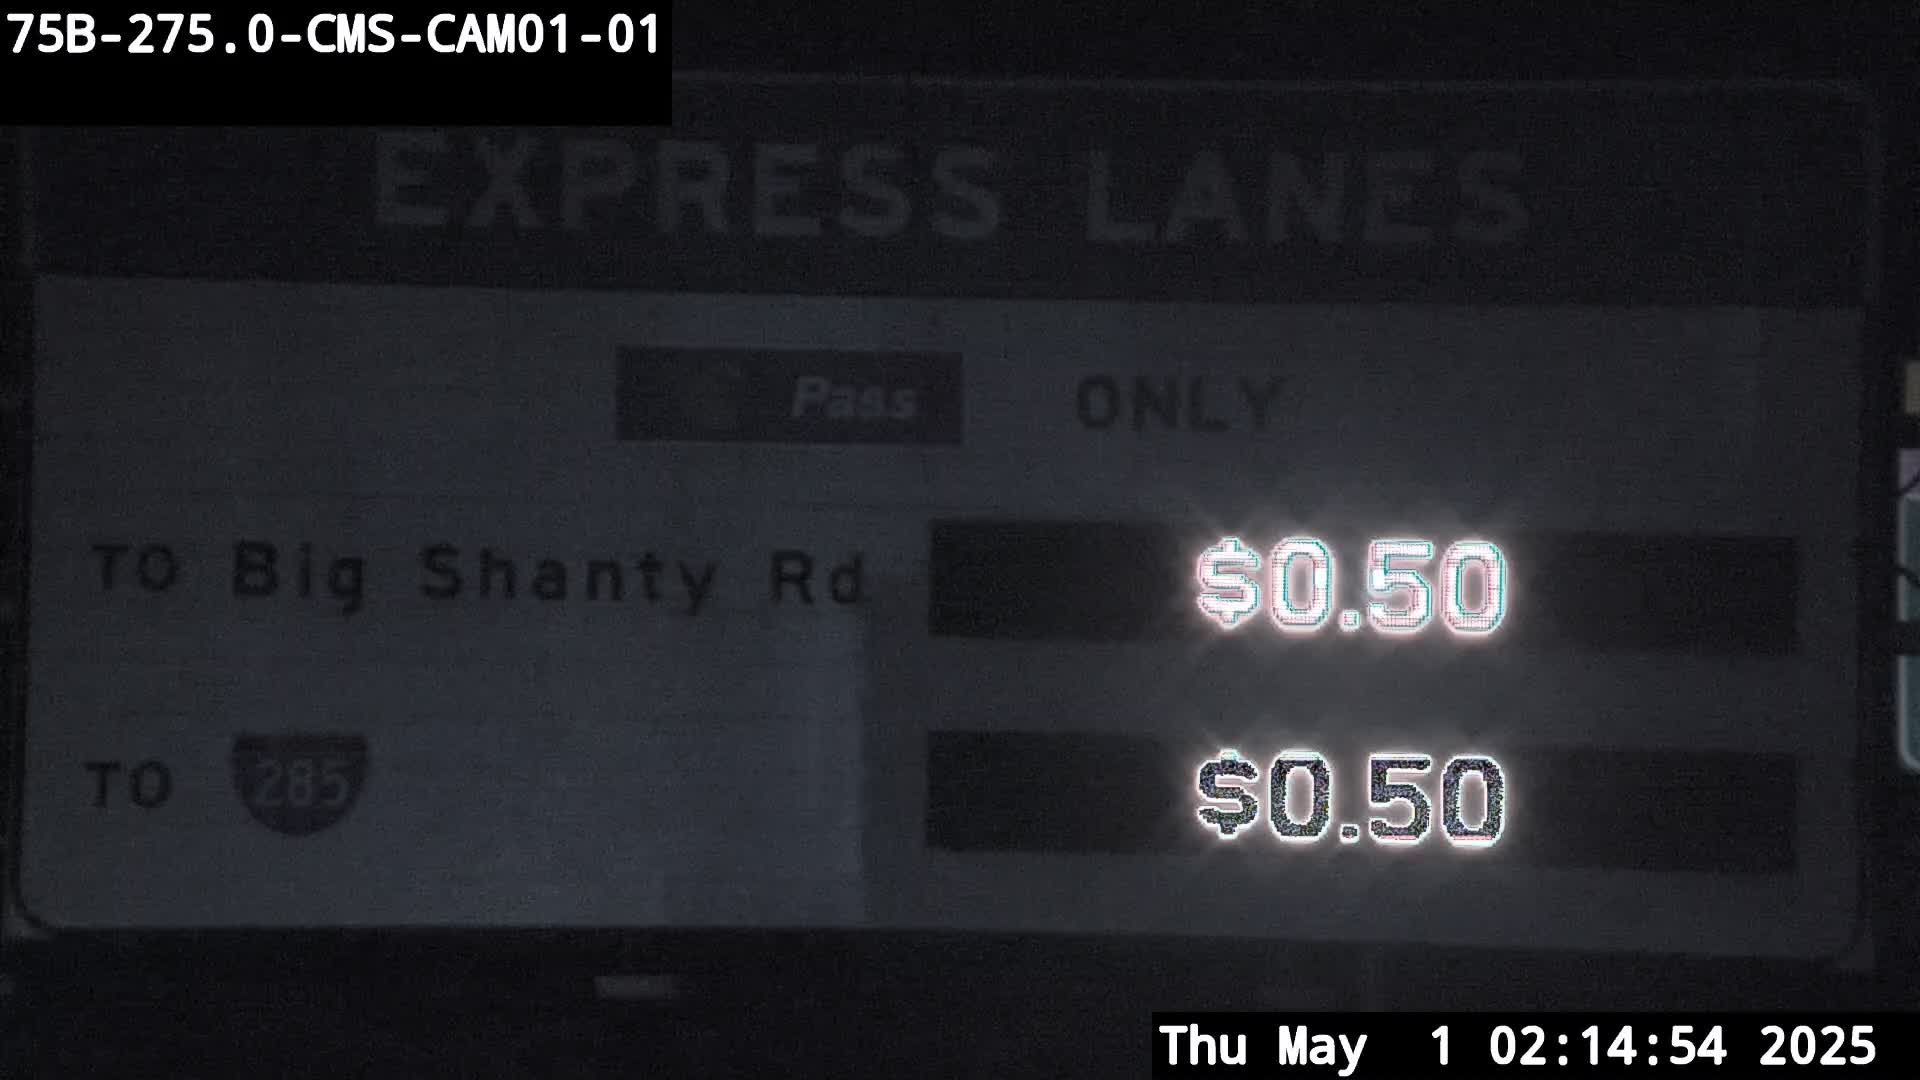 75B-275.0-CMS-CAM01-01
EXPRESS LANES
Pass ONLY
TO Big Shanty Rd $0.50
TO 285 $0.50
Thu May 1 02:14:54 2025